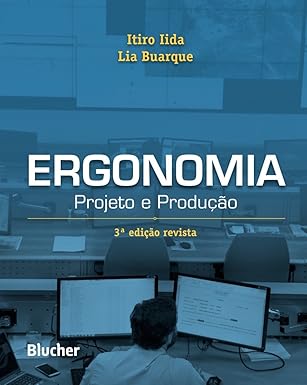 Itiro Iida
Lia Buarque
ERGONOMIA
Projeto e Produção
3ª edição revista
Blucher